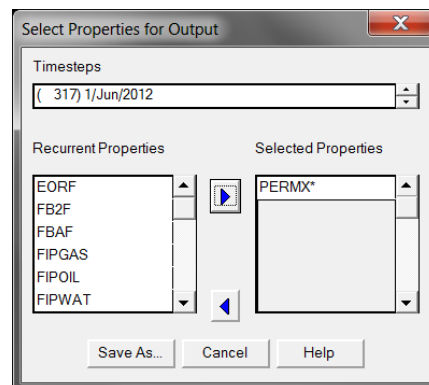 Select Properties for Output
Timesteps
( 317) 1/Jun/2012
Recurrent Properties
Selected Properties
EORF
FB2F
FBAF
FIPGAS
FIPOIL
FIPWAT
PERMX*
Save As...
Cancel
Help